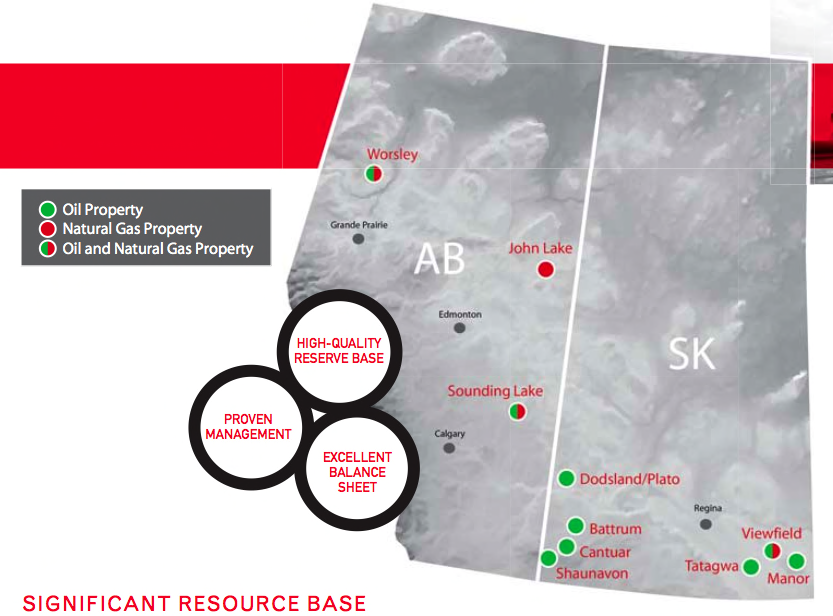 Worsley
Oil Property
Natural Gas Property
Oil and Natural Gas Property
Grande Prairie
AB
John Lake
Edmonton
SK
HIGH-QUALITY
RESERVE BASE
Sounding Lake
PROVEN
MANAGEMENT
Calgary
EXCELLENT
BALANCE
SHEET
Dodsland/Plato
Regina
Battrum
Viewfield
Cantuar
Tatagwa
Shaunavon
Manor
SIGNIFICANT RESOURCE BASE